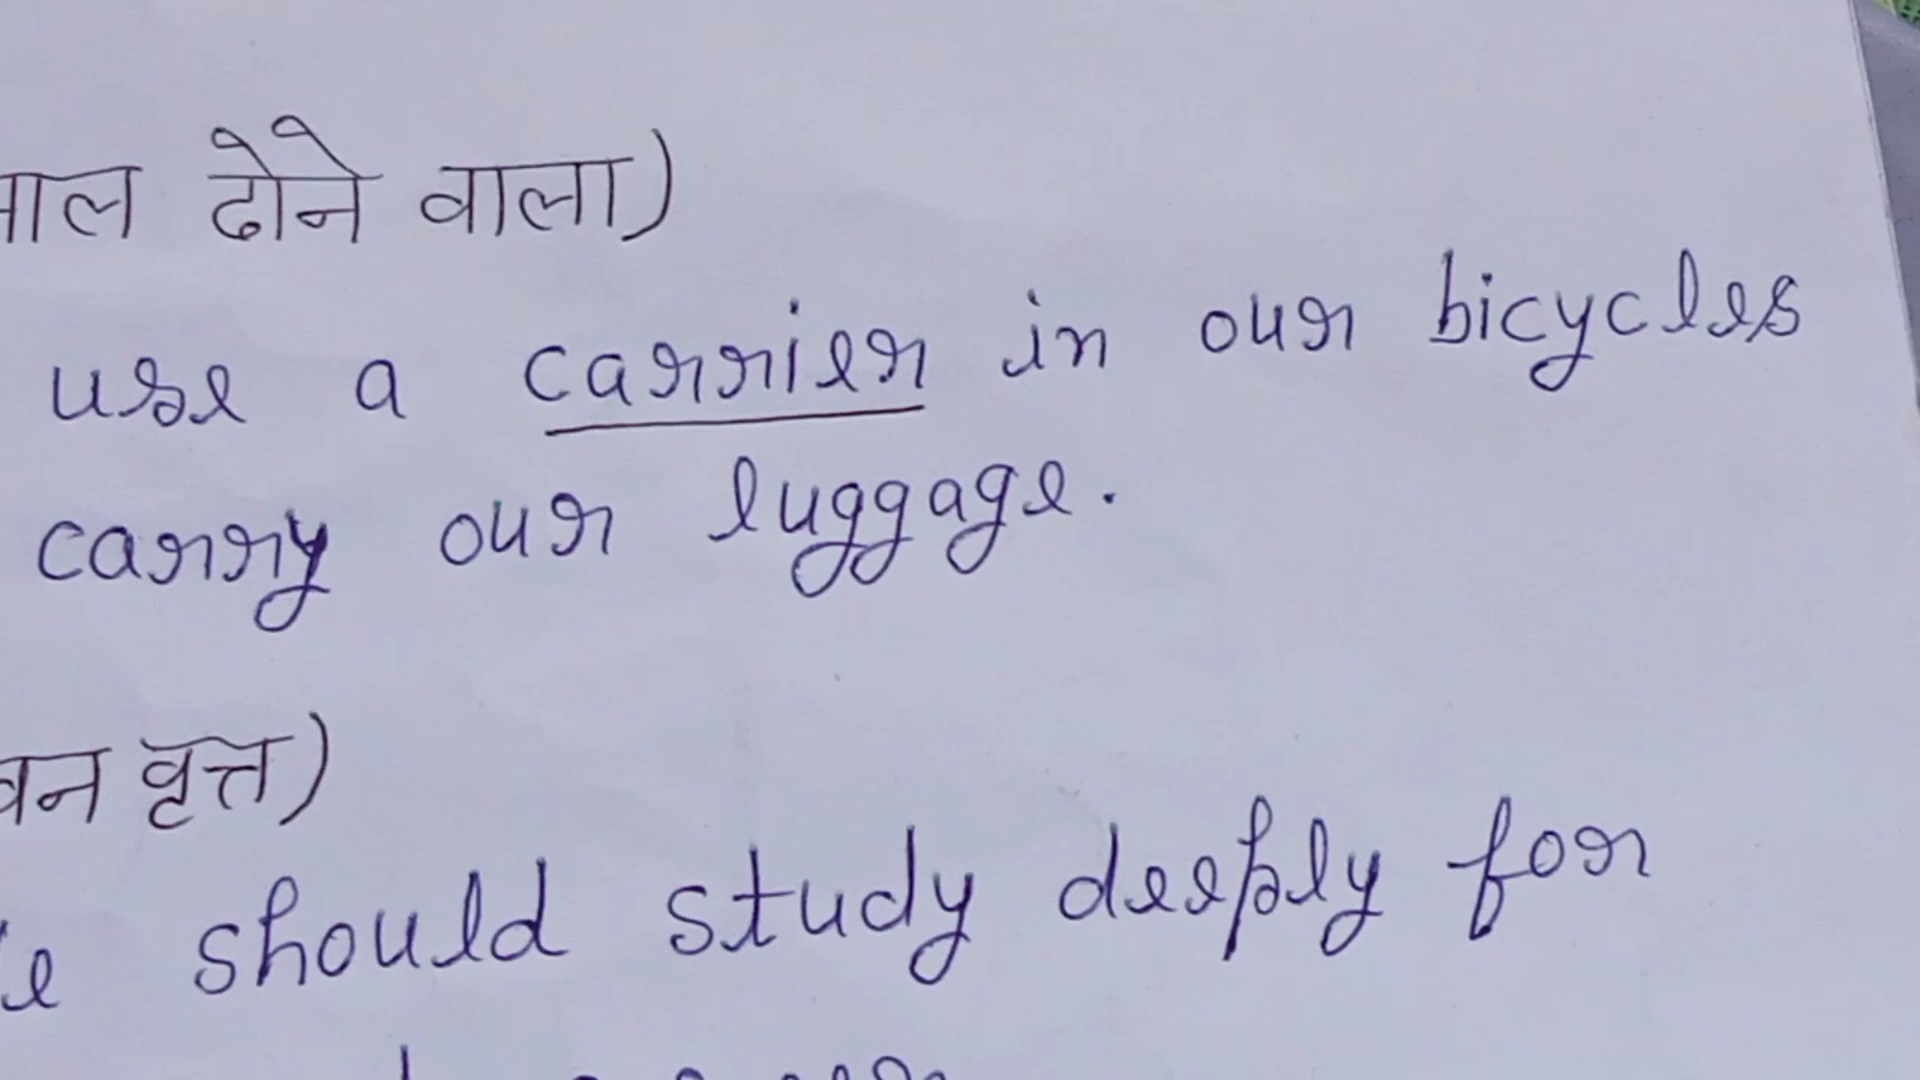 ढोने वाला)
use a carrier in our bicycles
carry our luggage.
वृत्त)
should study deeply for